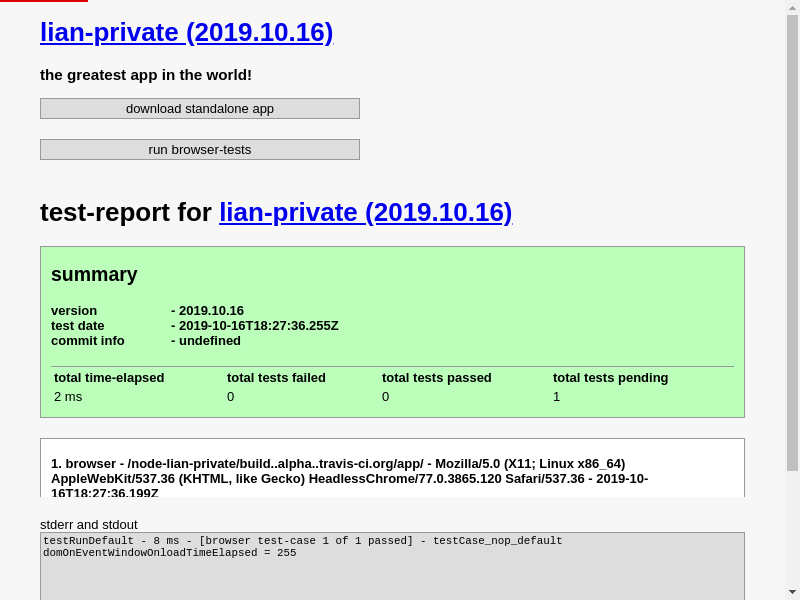 lian-private (2019.10.16)
the greatest app in the world!
download standalone app
run browser-tests
test-report for lian-private (2019.10.16)
summary
version - 2019.10.16
test date - 2019-10-16T18:27:36.255Z
commit info - undefined
total time-elapsed total tests failed total tests passed total tests pending
2 ms 0 0 1
1. browser - /node-lian-private/build..alpha..travis-ci.org/app/ - Mozilla/5.0 (X11; Linux x86_64)
AppleWebKit/537.36 (KHTML, like Gecko) HeadlessChrome/77.0.3865.120 Safari/537.36 - 2019-10-
16T18:27:36.199Z
stderr and stdout
testRunDefault - 8 ms - [browser test-case 1 of 1 passed] - testCase_nop_default
domOnEventWindowOnloadTimeElapsed = 255